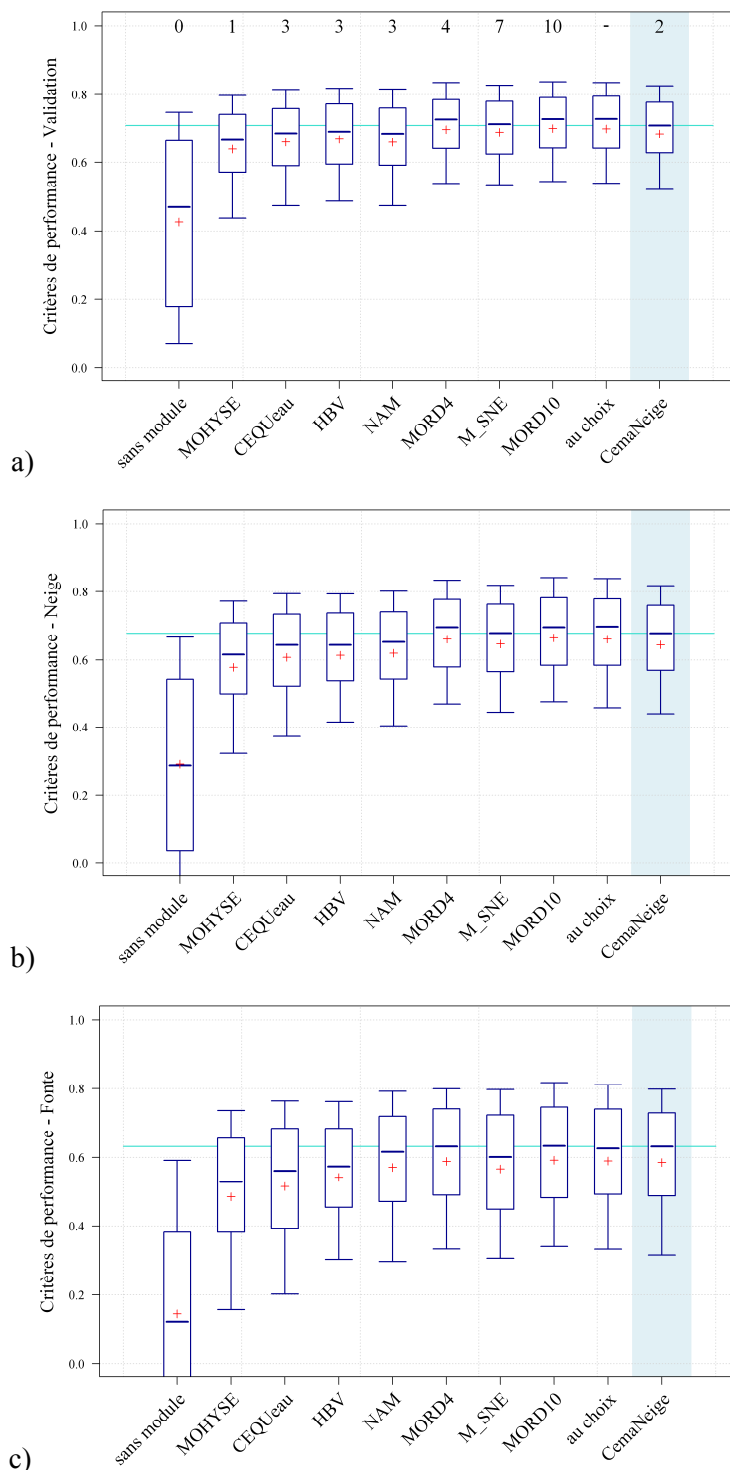 0 1 3 3 3 4 7 10 - 2
1.0
0.8
0.6
0.4
0.2
0.0
Critères de performance - Validation
sans module MOHYSE CEQUeau HBV NAM MORD4 M_SNE MORD10 au choix CemaNeige
a)
1.0
0.8
0.6
0.4
0.2
0.0
Critères de performance - Neige
sans module MOHYSE CEQUeau HBV NAM MORD4 M_SNE MORD10 au choix CemaNeige
b)
1.0
0.8
0.6
0.4
0.2
0.0
Critères de performance - Fonte
sans module MOHYSE CEQUeau HBV NAM MORD4 M_SNE MORD10 au choix CemaNeige
c)